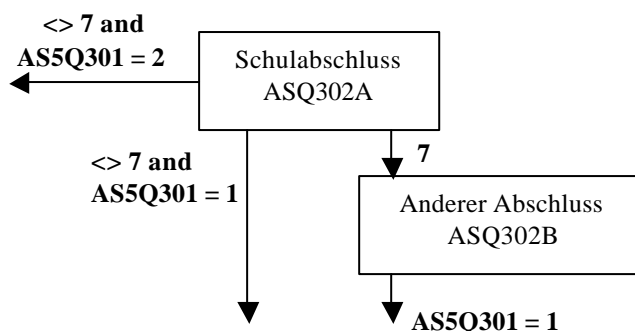 <> 7 and
AS5Q301 = 2
Schulabschluss
ASQ302A
<> 7 and
AS5Q301 = 1
7
Anderer Abschluss
ASQ302B
AS5Q301 = 1